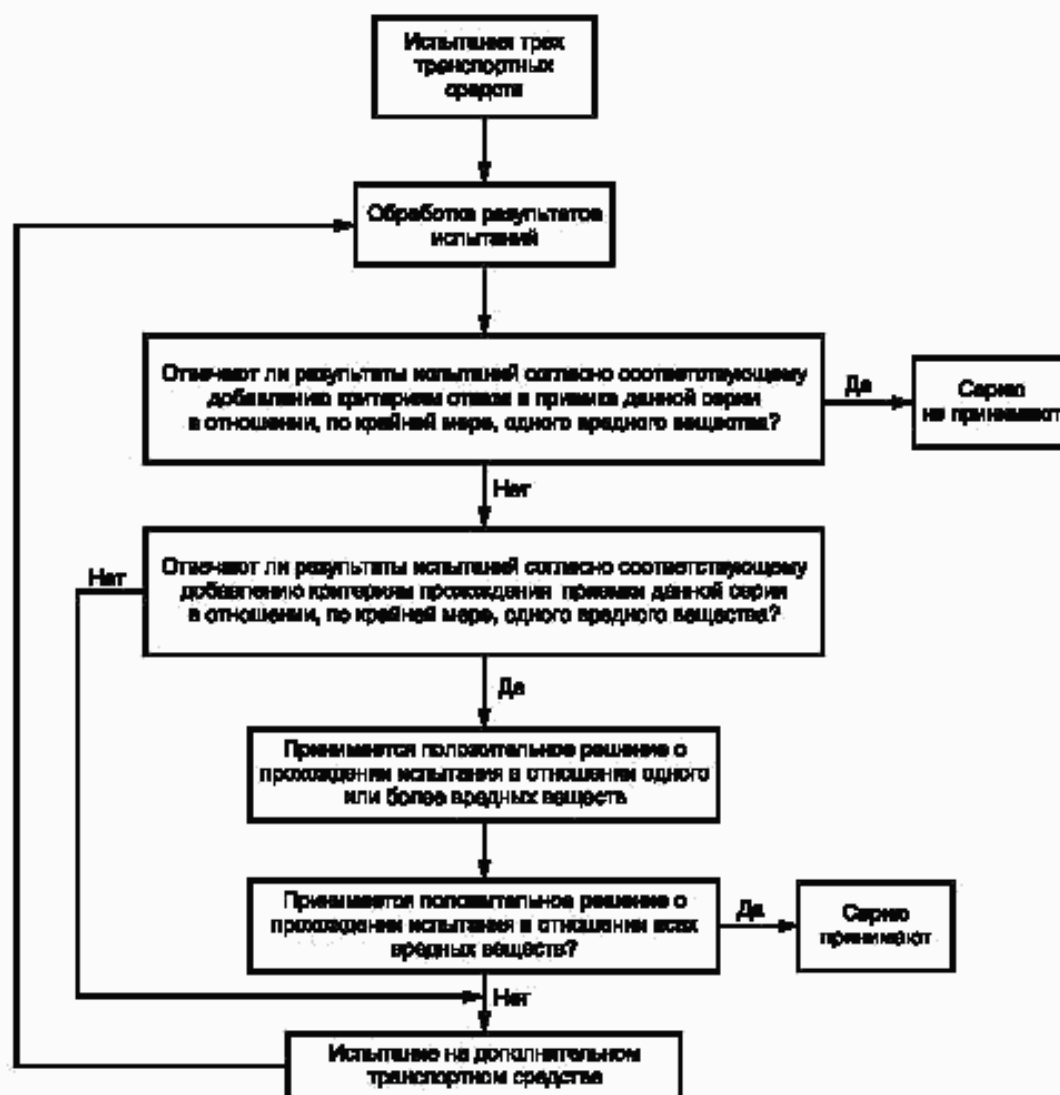 Испытания трех
транспортных
средств
Обработка результатов
испытаний
Отвечают ли результаты испытаний согласно соответствующему
добавлению критериям отказа в приемке данной серии
в отношении, по крайней мере, одного вредного вещества?
Да
Серию
не принимают
Нет
Отвечают ли результаты испытаний согласно соответствующему
добавлению критериям прохождения приемки данной серии
в отношении, по крайней мере, одного вредного вещества?
Нет
Да
Принимается положительное решение о
прохождении испытания в отношении одного
или более вредных веществ
Принимается положительное решение о
прохождении испытания в отношении всех
вредных веществ?
Да
Серию
принимают
Нет
Испытание на дополнительном
транспортном средстве